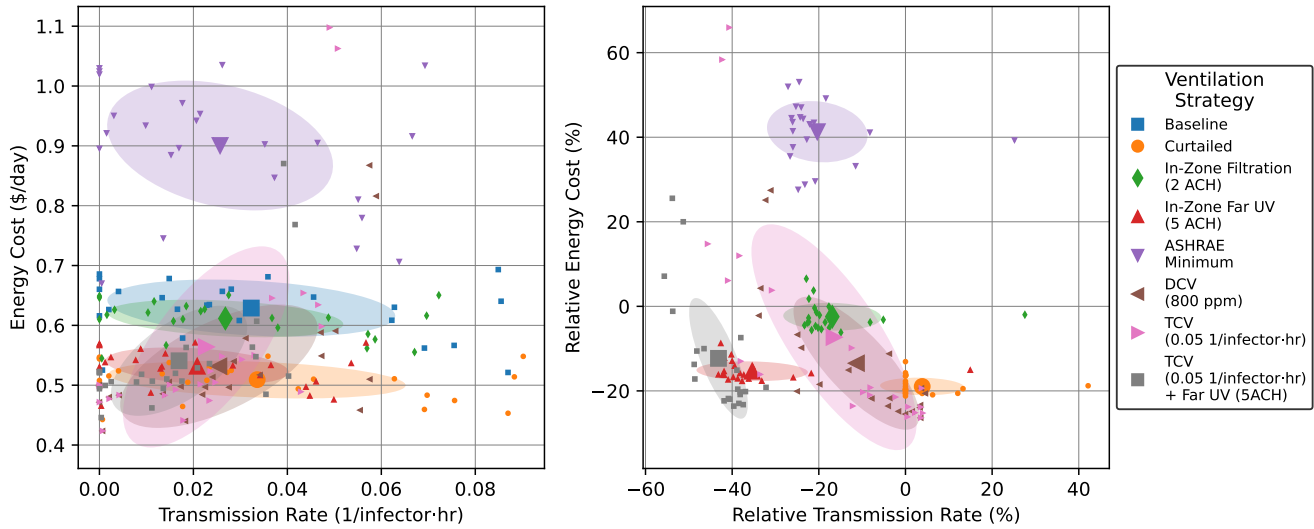 1.1
1.0
0.9
0.8
0.7
0.6
0.5
0.4
Energy Cost ($/day)
0.00
0.02
0.04
0.06
0.08
Transmission Rate (1/infector·hr)
60
40
20
0
−20
Relative Energy Cost (%)
−60
−40
−20
0
20
40
Relative Transmission Rate (%)
Ventilation
Strategy
Baseline
Curtailed
In-Zone Filtration
(2 ACH)
In-Zone Far UV
(5 ACH)
ASHRAE
Minimum
DCV
(800 ppm)
TCV
(0.05 1/infector·hr)
TCV
(0.05 1/infector·hr)
+ Far UV (5ACH)